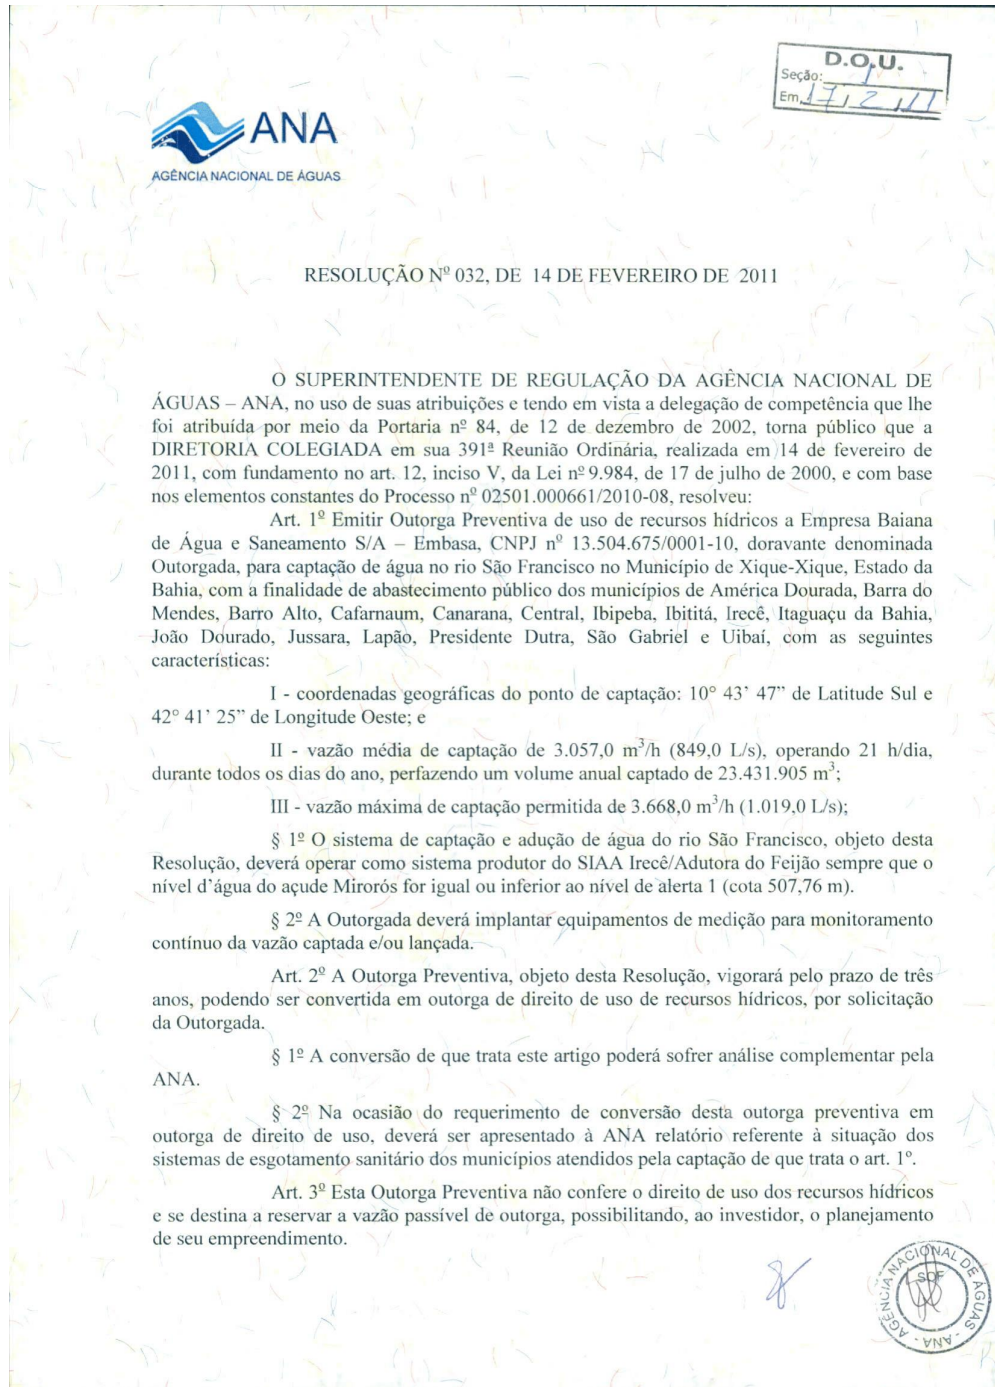 D.O.U.
Seção: 1
Em, 17/2/11
ANA
AGÊNCIA NACIONAL DE ÁGUAS
RESOLUÇÃO Nº 032, DE 14 DE FEVEREIRO DE 2011
O SUPERINTENDENTE DE REGULAÇÃO DA AGÊNCIA NACIONAL DE
ÁGUAS – ANA, no uso de suas atribuições e tendo em vista a delegação de competência que lhe
foi atribuída por meio da Portaria nº 84, de 12 de dezembro de 2002, torna público que a
DIRETORIA COLEGIADA em sua 391ª Reunião Ordinária, realizada em 14 de fevereiro de
2011, com fundamento no art. 12, inciso V, da Lei nº 9.984, de 17 de julho de 2000, e com base
nos elementos constantes do Processo nº 02501.000661/2010-08, resolveu:
Art. 1º Emitir Outorga Preventiva de uso de recursos hídricos a Empresa Baiana
de Água e Saneamento S/A – Embasa, CNPJ nº 13.504.675/0001-10, doravante denominada
Outorgada, para captação de água no rio São Francisco no Município de Xique-Xique, Estado da
Bahia, com a finalidade de abastecimento público dos municípios de América Dourada, Barra do
Mendes, Barro Alto, Cafarnaum, Canarana, Central, Ibipeba, Ibititá, Irecê, Itaguaçu da Bahia,
João Dourado, Jussara, Lapão, Presidente Dutra, São Gabriel e Uibaí, com as seguintes
características:
I - coordenadas geográficas do ponto de captação: 10° 43’ 47” de Latitude Sul e
42° 41’ 25” de Longitude Oeste; e
II - vazão média de captação de 3.057,0 m³/h (849,0 L/s), operando 21 h/dia,
durante todos os dias do ano, perfazendo um volume anual captado de 23.431.905 m³;
III - vazão máxima de captação permitida de 3.668,0 m³/h (1.019,0 L/s);
§ 1º O sistema de captação e adução de água do rio São Francisco, objeto desta
Resolução, deverá operar como sistema produtor do SIAA Irecê/Adutora do Feijão sempre que o
nível d’água do açude Mirorós for igual ou inferior ao nível de alerta 1 (cota 507,76 m).
§ 2º A Outorgada deverá implantar equipamentos de medição para monitoramento
contínuo da vazão captada e/ou lançada.
Art. 2º A Outorga Preventiva, objeto desta Resolução, vigorará pelo prazo de três
anos, podendo ser convertida em outorga de direito de uso de recursos hídricos, por solicitação
da Outorgada.
§ 1º A conversão de que trata este artigo poderá sofrer análise complementar pela
ANA.
§ 2º Na ocasião do requerimento de conversão desta outorga preventiva em
outorga de direito de uso, deverá ser apresentado à ANA relatório referente à situação dos
sistemas de esgotamento sanitário dos municípios atendidos pela captação de que trata o art. 1º.
Art. 3º Esta Outorga Preventiva não confere o direito de uso dos recursos hídricos
e se destina a reservar a vazão passível de outorga, possibilitando, ao investidor, o planejamento
de seu empreendimento.
AGÊNCIA NACIONAL DE ÁGUAS
SOF
- ANA -